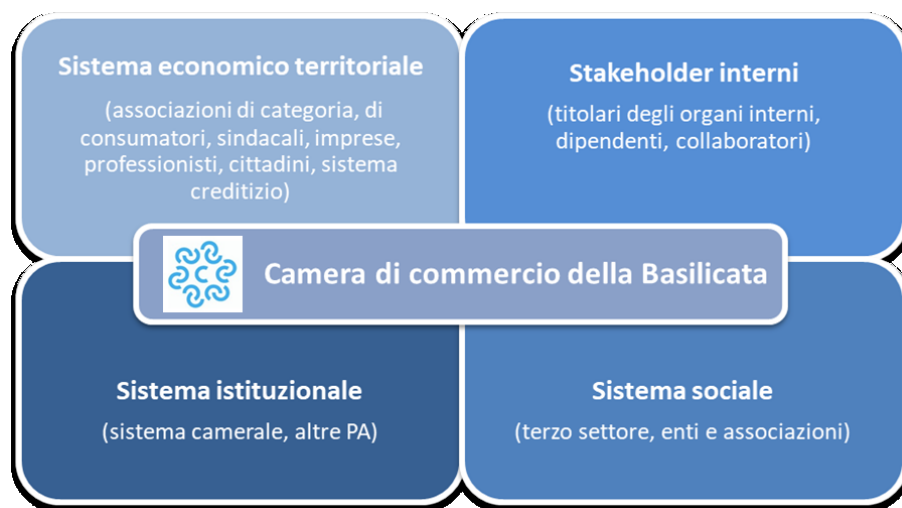 Sistema economico territoriale
(associazioni di categoria, di
consumatori, sindacali, imprese,
professionisti, cittadini, sistema
creditizio)
Stakeholder interni
(titolari degli organi interni,
dipendenti, collaboratori)
C
Camera di commercio della Basilicata
Sistema istituzionale
(sistema camerale, altre PA)
Sistema sociale
(terzo settore, enti e associazioni)